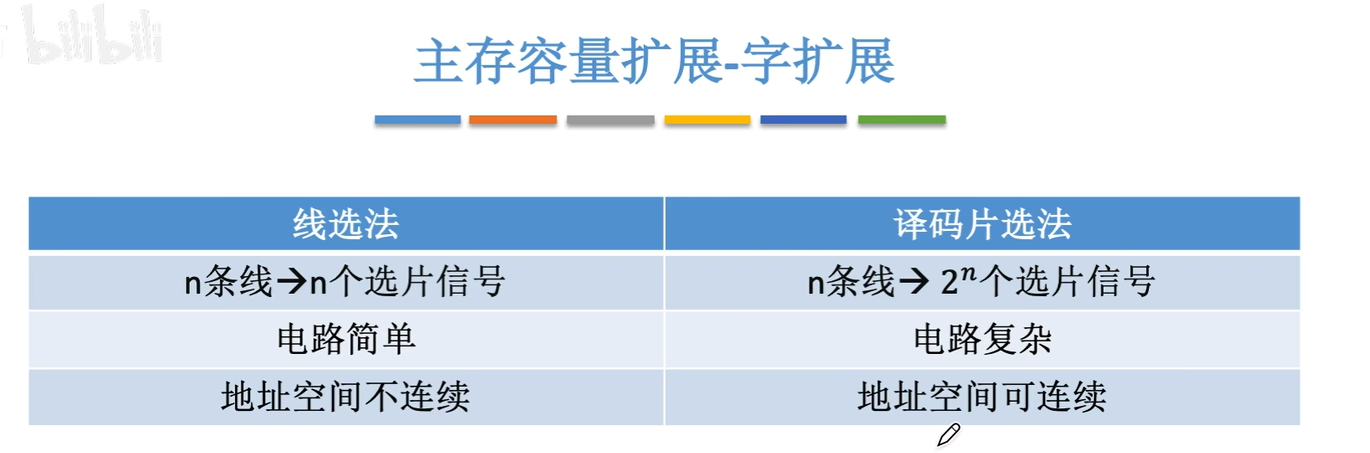 bilibili
主存容量扩展-字扩展
线选法 译码片选法
n条线→n个选片信号 n条线→ 2ⁿ个选片信号
电路简单 电路复杂
地址空间不连续 地址空间可连续